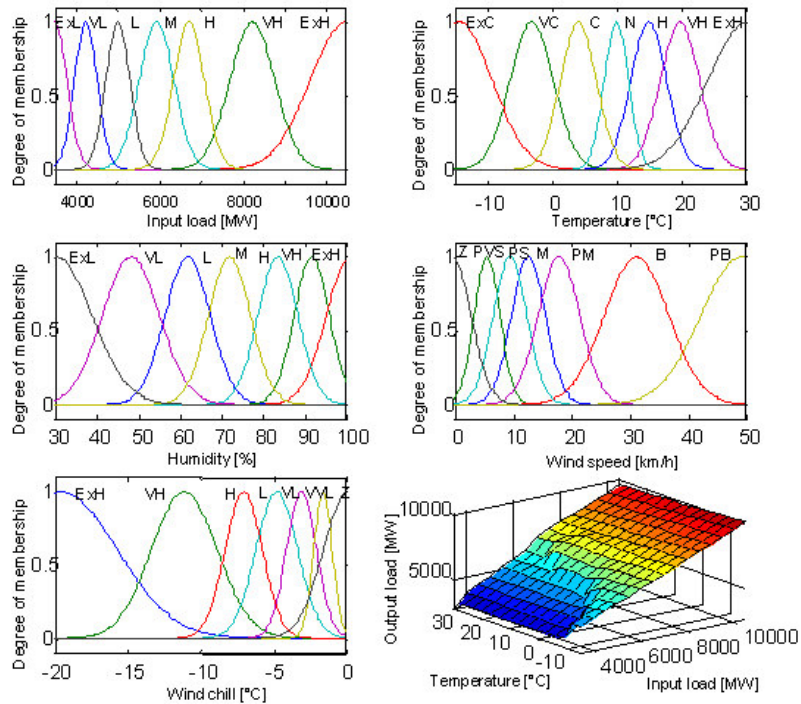 ExL VL L M H VH ExH
Degree of membership
1
0.5
0
4000 6000 8000 10000
Input load [MW]
ExC VC C N H VH ExH
Degree of membership
1
0.5
0
-10 0 10 20 30
Temperature [°C]
ExL VL L M H VH ExH
Degree of membership
1
0.5
0
30 40 50 60 70 80 90 100
Humidity [%]
Z PVS PS M PM B PB
Degree of membership
1
0.5
0
0 10 20 30 40 50
Wind speed [km/h]
ExH VH H L VL VVL Z
Degree of membership
1
0.5
0
-20 -15 -10 -5 0
Wind chill [°C]
Output load [MW]
10000
5000
30 20 10 0 -10
Temperature [°C]
4000 6000 8000 10000
Input load [MW]